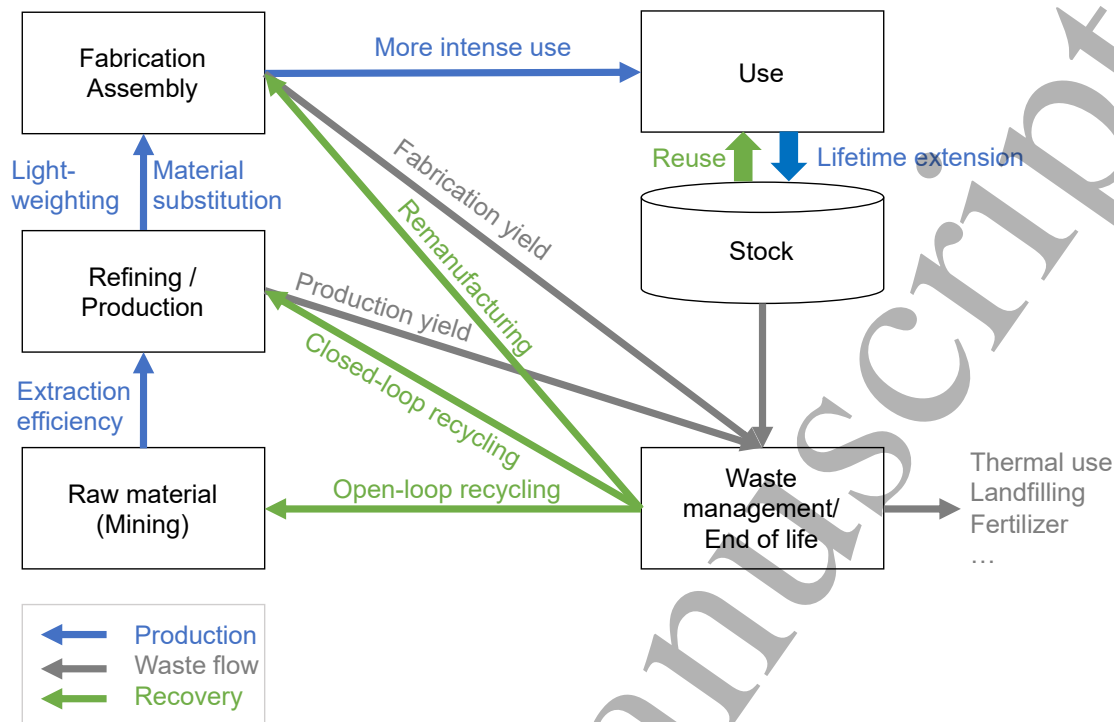 Fabrication
Assembly
More intense use
Use
Light-
weighting
Material
substitution
Reuse
Lifetime extension
Fabrication yield
Remanufacturing
Stock
Refining /
Production
Production yield
Closed-loop recycling
Extraction
efficiency
Raw material
(Mining)
Open-loop recycling
Waste
management/
End of life
Thermal use
Landfilling
Fertilizer
…
Production
Waste flow
Recovery
anuscript